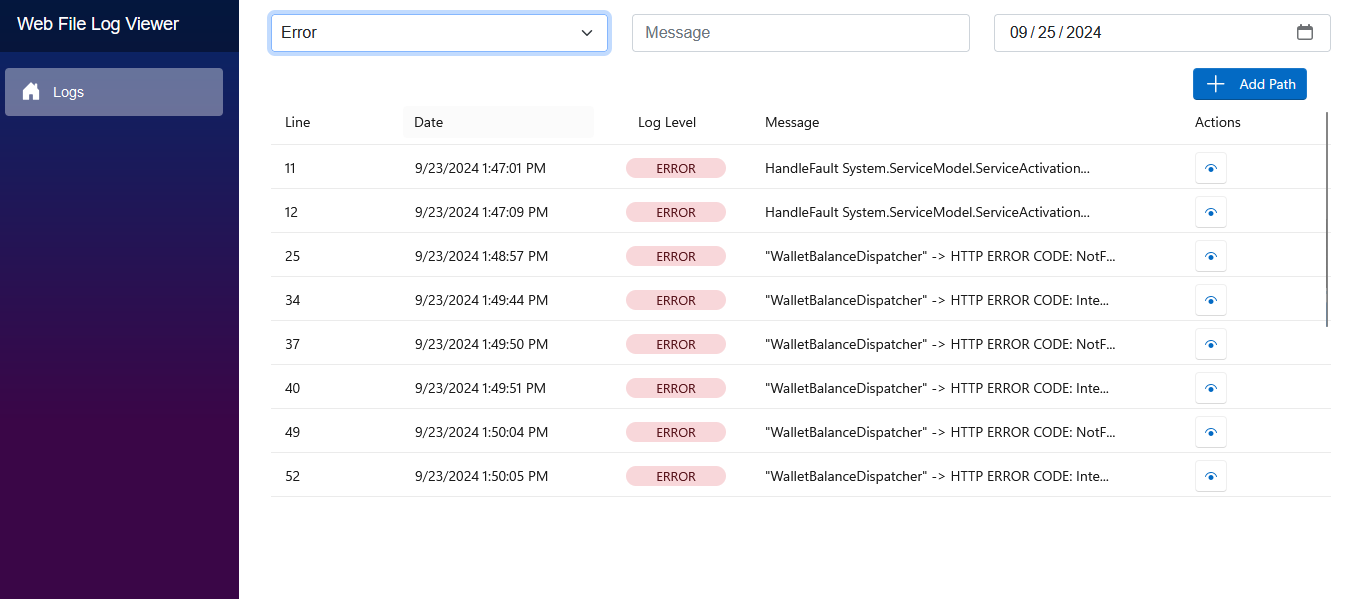 Web File Log Viewer
Logs
Error
Message
09/25/2024
Add Path
Line Date Log Level Message Actions
11 9/23/2024 1:47:01 PM ERROR HandleFault System.ServiceModel.ServiceActivation...
12 9/23/2024 1:47:09 PM ERROR HandleFault System.ServiceModel.ServiceActivation...
25 9/23/2024 1:48:57 PM ERROR "WalletBalanceDispatcher" -> HTTP ERROR CODE: NotF...
34 9/23/2024 1:49:44 PM ERROR "WalletBalanceDispatcher" -> HTTP ERROR CODE: Inte...
37 9/23/2024 1:49:50 PM ERROR "WalletBalanceDispatcher" -> HTTP ERROR CODE: NotF...
40 9/23/2024 1:49:51 PM ERROR "WalletBalanceDispatcher" -> HTTP ERROR CODE: Inte...
49 9/23/2024 1:50:04 PM ERROR "WalletBalanceDispatcher" -> HTTP ERROR CODE: NotF...
52 9/23/2024 1:50:05 PM ERROR "WalletBalanceDispatcher" -> HTTP ERROR CODE: Inte...